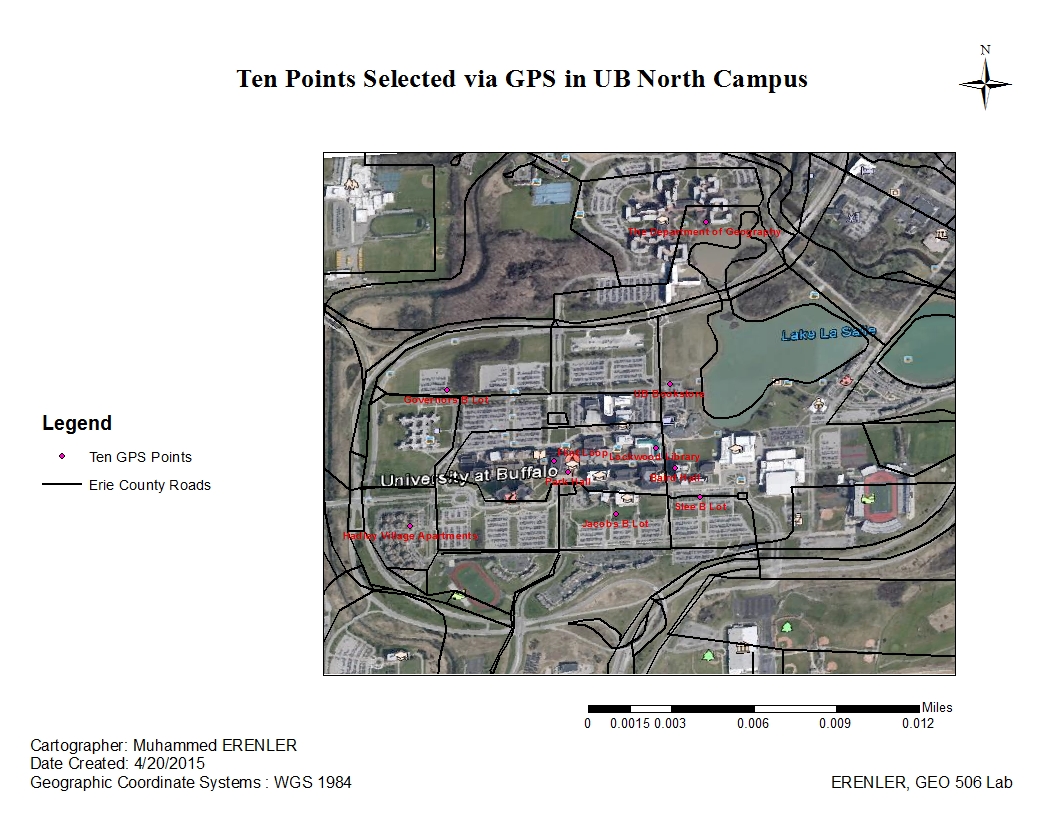 Ten Points Selected via GPS in UB North Campus
N
The Department of Geography
Lake La Salle
UB Bookstore
Governors B Lot
Flint Loop
Lockwood Library
University at Buffalo
Park Hall
Baird Hall
Slee B Lot
Jacobs B Lot
Hadley Village Apartments
Legend
Ten GPS Points
Erie County Roads
Miles
0 0.0015 0.003 0.006 0.009 0.012
Cartographer: Muhammed ERENLER
Date Created: 4/20/2015
Geographic Coordinate Systems : WGS 1984
ERENLER, GEO 506 Lab